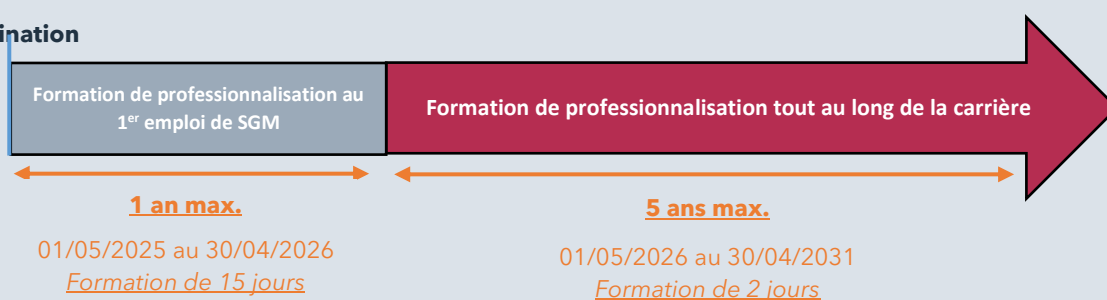 ination
Formation de professionnalisation au
1er emploi de SGM
Formation de professionnalisation tout au long de la carrière
1 an max.
5 ans max.
01/05/2025 au 30/04/2026
Formation de 15 jours
01/05/2026 au 30/04/2031
Formation de 2 jours